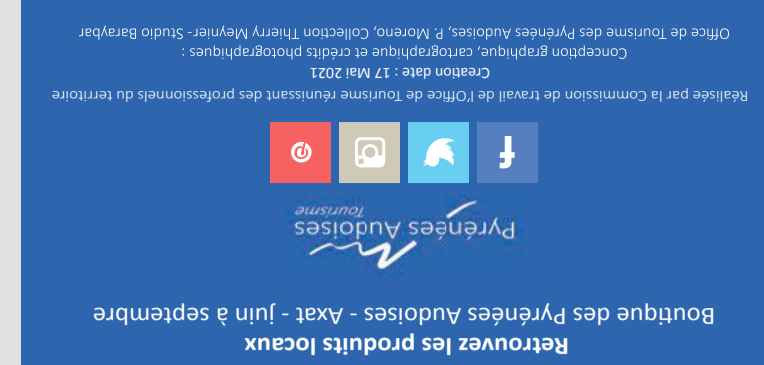 Retrouvez les produits locaux
Boutique des Pyrénées Audoises - Axat - juin à septembre
Pyrénées Audoises
Tourisme
Réalisée par la Commission de travail de l'Office de Tourisme réunissant des professionnels du territoire
Creation date : 17 Mai 2021
Conception graphique, cartographique et crédits photographiques :
Office de Tourisme des Pyrénées Audoises, P. Moreno, Collection Thierry Meynier- Studio Baraybar